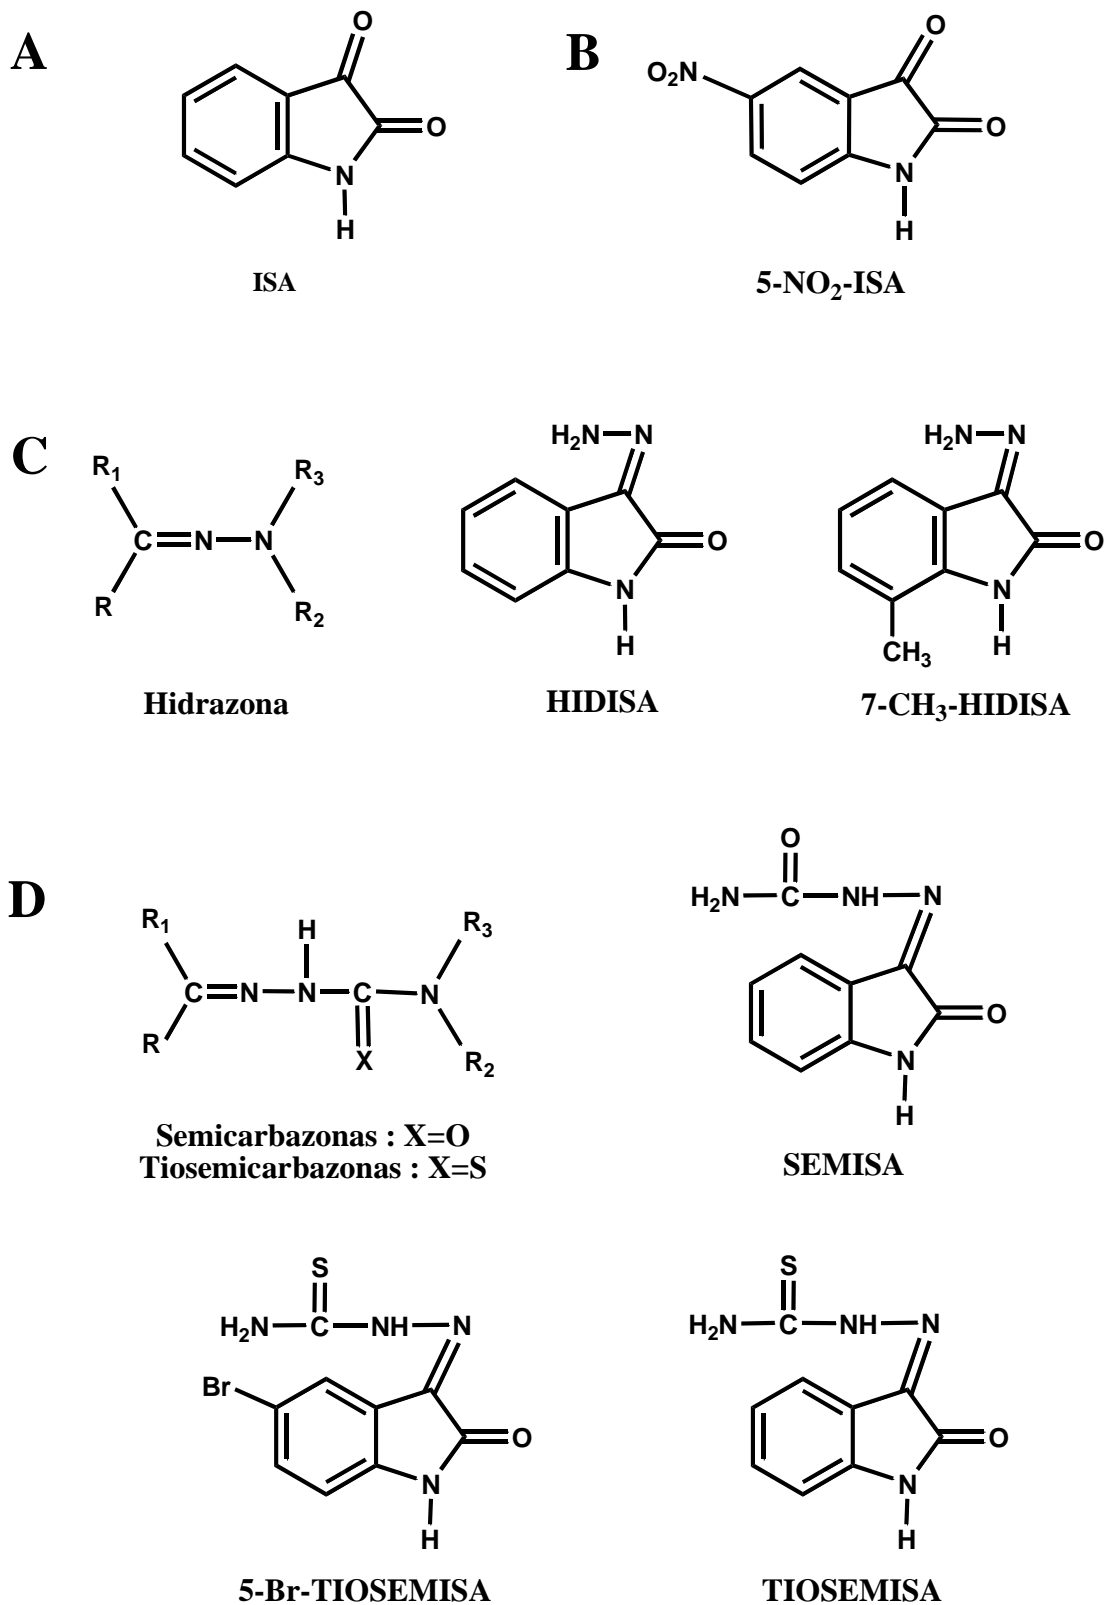 A
B
O
O
N
H
ISA
O₂N
O
O
N
H
5-NO₂-ISA
C
R₁
R₃
C
N
N
R
R₂
Hidrazona
H₂N
N
O
N
H
HIDISA
H₂N
N
O
N
H
CH₃
7-CH₃-HIDISA
D
R₁
H
R₃
C
N
N
C
N
R
X
R₂
Semicarbazonas : X=O
Tiosemicarbazonas : X=S
O
H₂N
C
NH
N
O
N
H
SEMISA
S
H₂N
C
NH
N
Br
O
N
H
5-Br-TIOSEMISA
S
H₂N
C
NH
N
O
N
H
TIOSEMISA